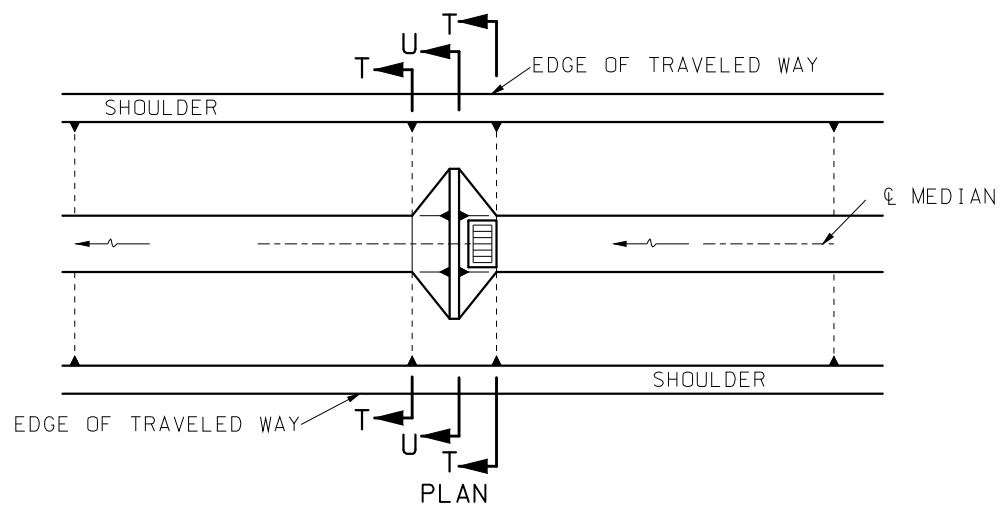 T
U
T
EDGE OF TRAVELED WAY
SHOULDER
℄ MEDIAN
SHOULDER
EDGE OF TRAVELED WAY
T
U
T
PLAN